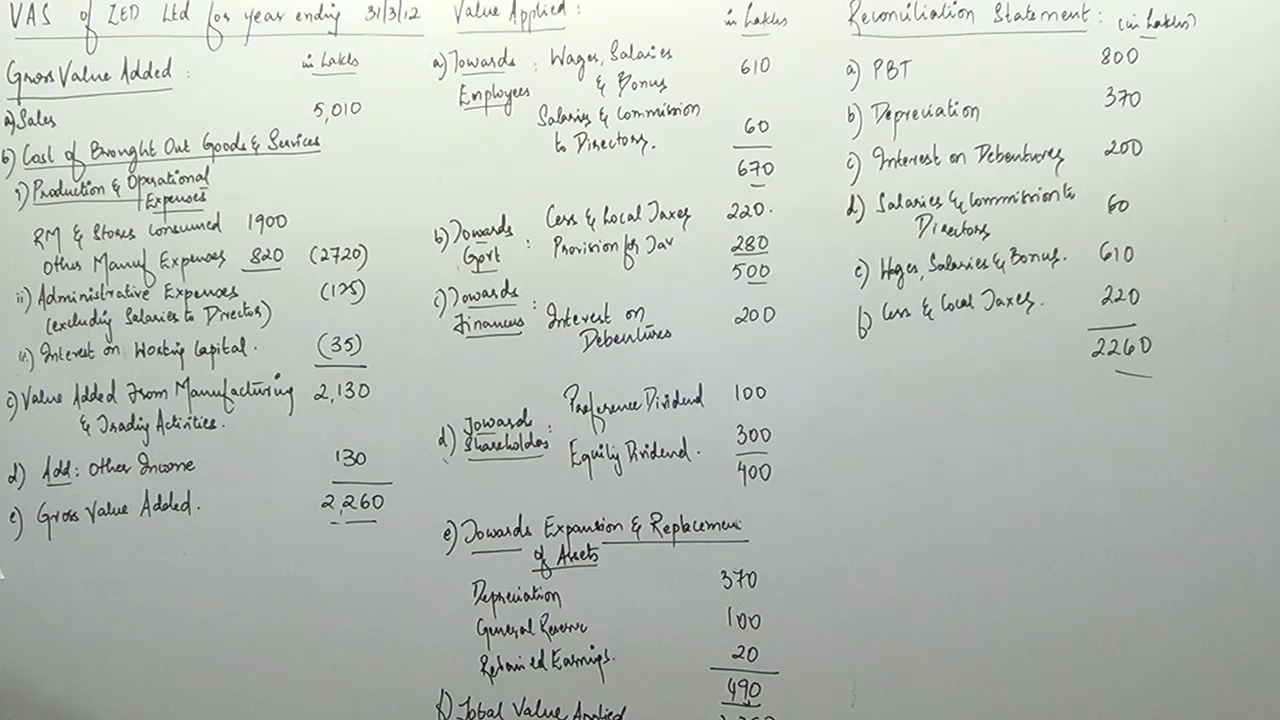 VAS of ZED Ltd for year ending 31/3/12
Gross Value Added : in Lakhs
a) Sales 5,010
b) Cost of Brought Out Goods & Services
i) Production & Operational
Expenses
RM & Stores Consumed 1900
Other Manuf Expenses 820 (2720)
ii) Administrative Expenses (125)
(excluding Salaries to Director)
Interest on Working Capital. (35)
c) Value Added From Manufacturing 2,130
& Trading Activities.
d) Add : Other Income 130
e) Gross Value Added. 2,260
Value Applied : in Lakhs
a) Towards : Wages, Salaries 610
Employees & Bonus
Salaries & Commission
to Directors. 60
670
b) Towards : Cess & Local Taxes 220.
Govt Provision for Tax 280
500
c) Towards : Interest on 200
Financers Debentures
d) Towards : Preference Dividend 100
Shareholders Equity Dividend. 300
400
e) Towards Expansion & Replacement
of Assets
Depreciation 370
General Reserve 100
Retained Earnings. 20
490
f) Total Value Applied
Reconciliation Statement : (in Lakhs)
a) PBT 800
b) Depreciation 370
c) Interest on Debentures 200
d) Salaries & Commission to 60
Directors
e) Wages, Salaries & Bonus. 610
f) Cess & Local Taxes. 220
2260